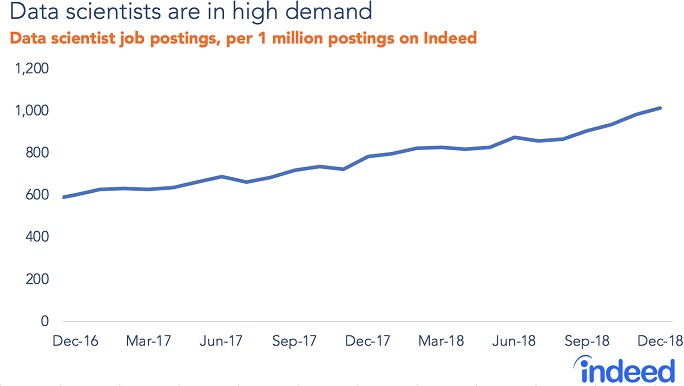 Data scientists are in high demand
Data scientist job postings, per 1 million postings on Indeed
1,200
1,000
800
600
400
200
0
Dec-16 Mar-17 Jun-17 Sep-17 Dec-17 Mar-18 Jun-18 Sep-18 Dec-18
indeed